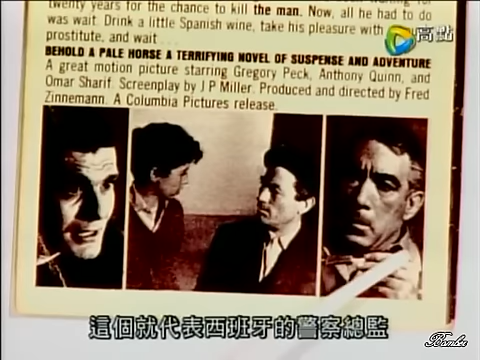 twenty years for the chance to kill the man. Now, all he had to do
was wait. Drink a little Spanish wine, take his pleasure with
prostitute, and wait . . .
BEHOLD A PALE HORSE A TERRIFYING NOVEL OF SUSPENSE AND ADVENTURE
A great motion picture starring Gregory Peck, Anthony Quinn, and
Omar Sharif. Screenplay by J P Miller. Produced and directed by Fred
Zinnemann. A Columbia Pictures release.
高點
這個就代表西班牙的警察總監